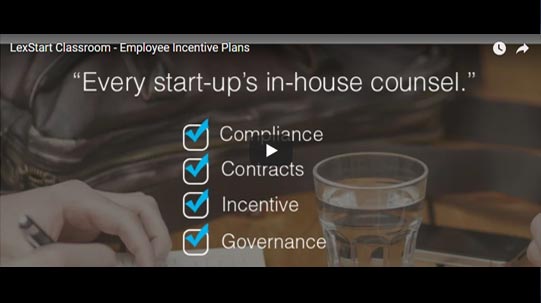 LexStart Classroom - Employee Incentive Plans
“Every start-up’s in-house counsel.”
Compliance
Contracts
Incentive
Governance